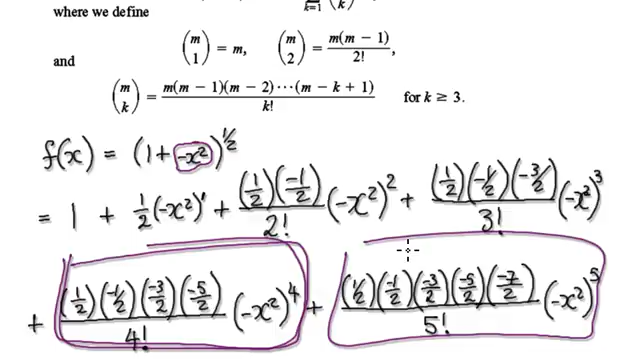 where we define
k=1 (k)
(m 1) = m, (m 2) = m(m − 1)/2!,
and
(m k) = m(m − 1)(m − 2)···(m − k + 1)/k! for k ≥ 3.
f(x) = (1 + -x²)^½
= 1 + ½(-x²)¹ + (½)(-½)/2! (-x²)² + (½)(-½)(-3/2)/3! (-x²)³
+ (½)(-½)(-3/2)(-5/2)/4! (-x²)⁴ + (½)(-½)(-3/2)(-5/2)(-7/2)/5! (-x²)⁵